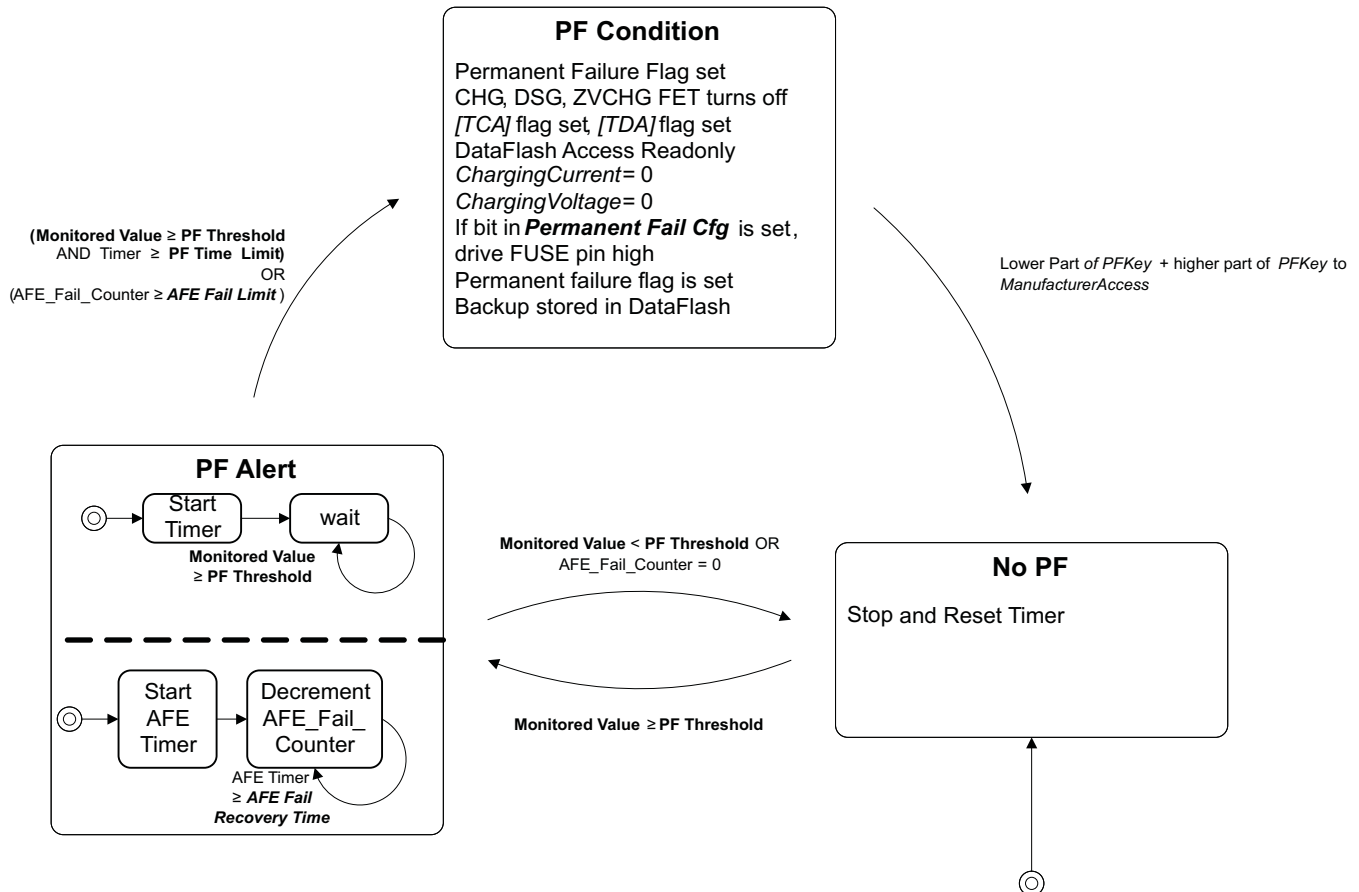 PF Condition
Permanent Failure Flag set
CHG, DSG, ZVCHG FET turns off
[TCA] flag set, [TDA] flag set
DataFlash Access Readonly
ChargingCurrent = 0
ChargingVoltage = 0
If bit in Permanent Fail Cfg is set,
drive FUSE pin high
Permanent failure flag is set
Backup stored in DataFlash
(Monitored Value ≥ PF Threshold
AND Timer ≥ PF Time Limit)
OR
(AFE_Fail_Counter ≥ AFE Fail Limit )
Lower Part of PFKey + higher part of PFKey to
ManufacturerAccess
PF Alert
Start
Timer
wait
Monitored Value
≥ PF Threshold
Start
AFE
Timer
Decrement
AFE_Fail_
Counter
AFE Timer
≥ AFE Fail
Recovery Time
Monitored Value < PF Threshold OR
AFE_Fail_Counter = 0
Monitored Value ≥ PF Threshold
No PF
Stop and Reset Timer